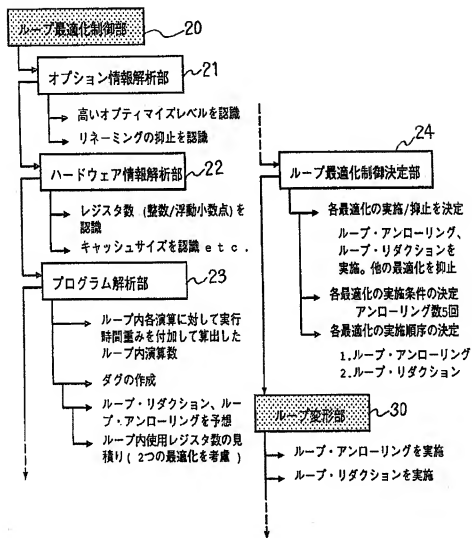 ループ最適化制御部 20
オプション情報解析部 21
高いオプティマイズレベルを認識
リネーミングの抑止を認識
ハードウェア情報解析部 22
レジスタ数 (整数/浮動小数点) を
認識
キャッシュサイズを認識 etc.
プログラム解析部 23
ループ内各演算に対して実行
時間重みを付加して算出した
ループ内演算数
ダグの作成
ループ・リダクション、ルー
プ・アンローリングを予想
ループ内使用レジスタ数の見
積り(2つの最適化を考慮)
24
ループ最適化制御決定部
各最適化の実施/抑止を決定
ループ・アンローリング、
ループ・リダクションを
実施。他の最適化を抑止
各最適化の実施条件の決定
アンローリング数5回
各最適化の実施順序の決定
1.ループ・アンローリング
2.ループ・リダクション
ループ変形部 30
ループ・アンローリングを実施
ループ・リダクションを実施